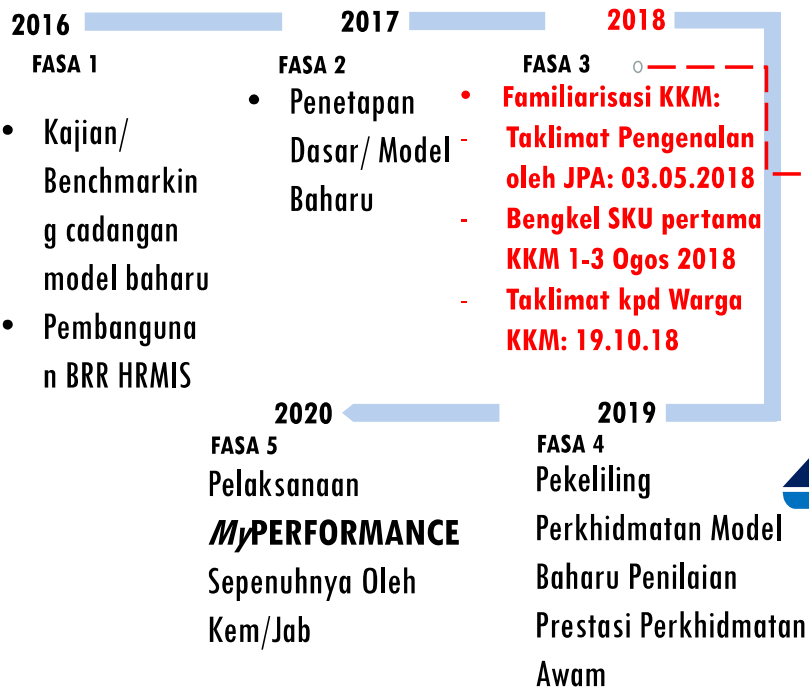 2016
FASA 1
• Kajian/
Benchmarkin
g cadangan
model baharu
• Pembanguna
n BRR HRMIS
2017
FASA 2
• Penetapan
Dasar/ Model
Baharu
2018
FASA 3
• Familiarisasi KKM:
- Taklimat Pengenalan
oleh JPA: 03.05.2018
- Bengkel SKU pertama
KKM 1-3 Ogos 2018
- Taklimat kpd Warga
KKM: 19.10.18
2019
FASA 4
Pekeliling
Perkhidmatan Model
Baharu Penilaian
Prestasi Perkhidmatan
Awam
2020
FASA 5
Pelaksanaan
MyPERFORMANCE
Sepenuhnya Oleh
Kem/Jab